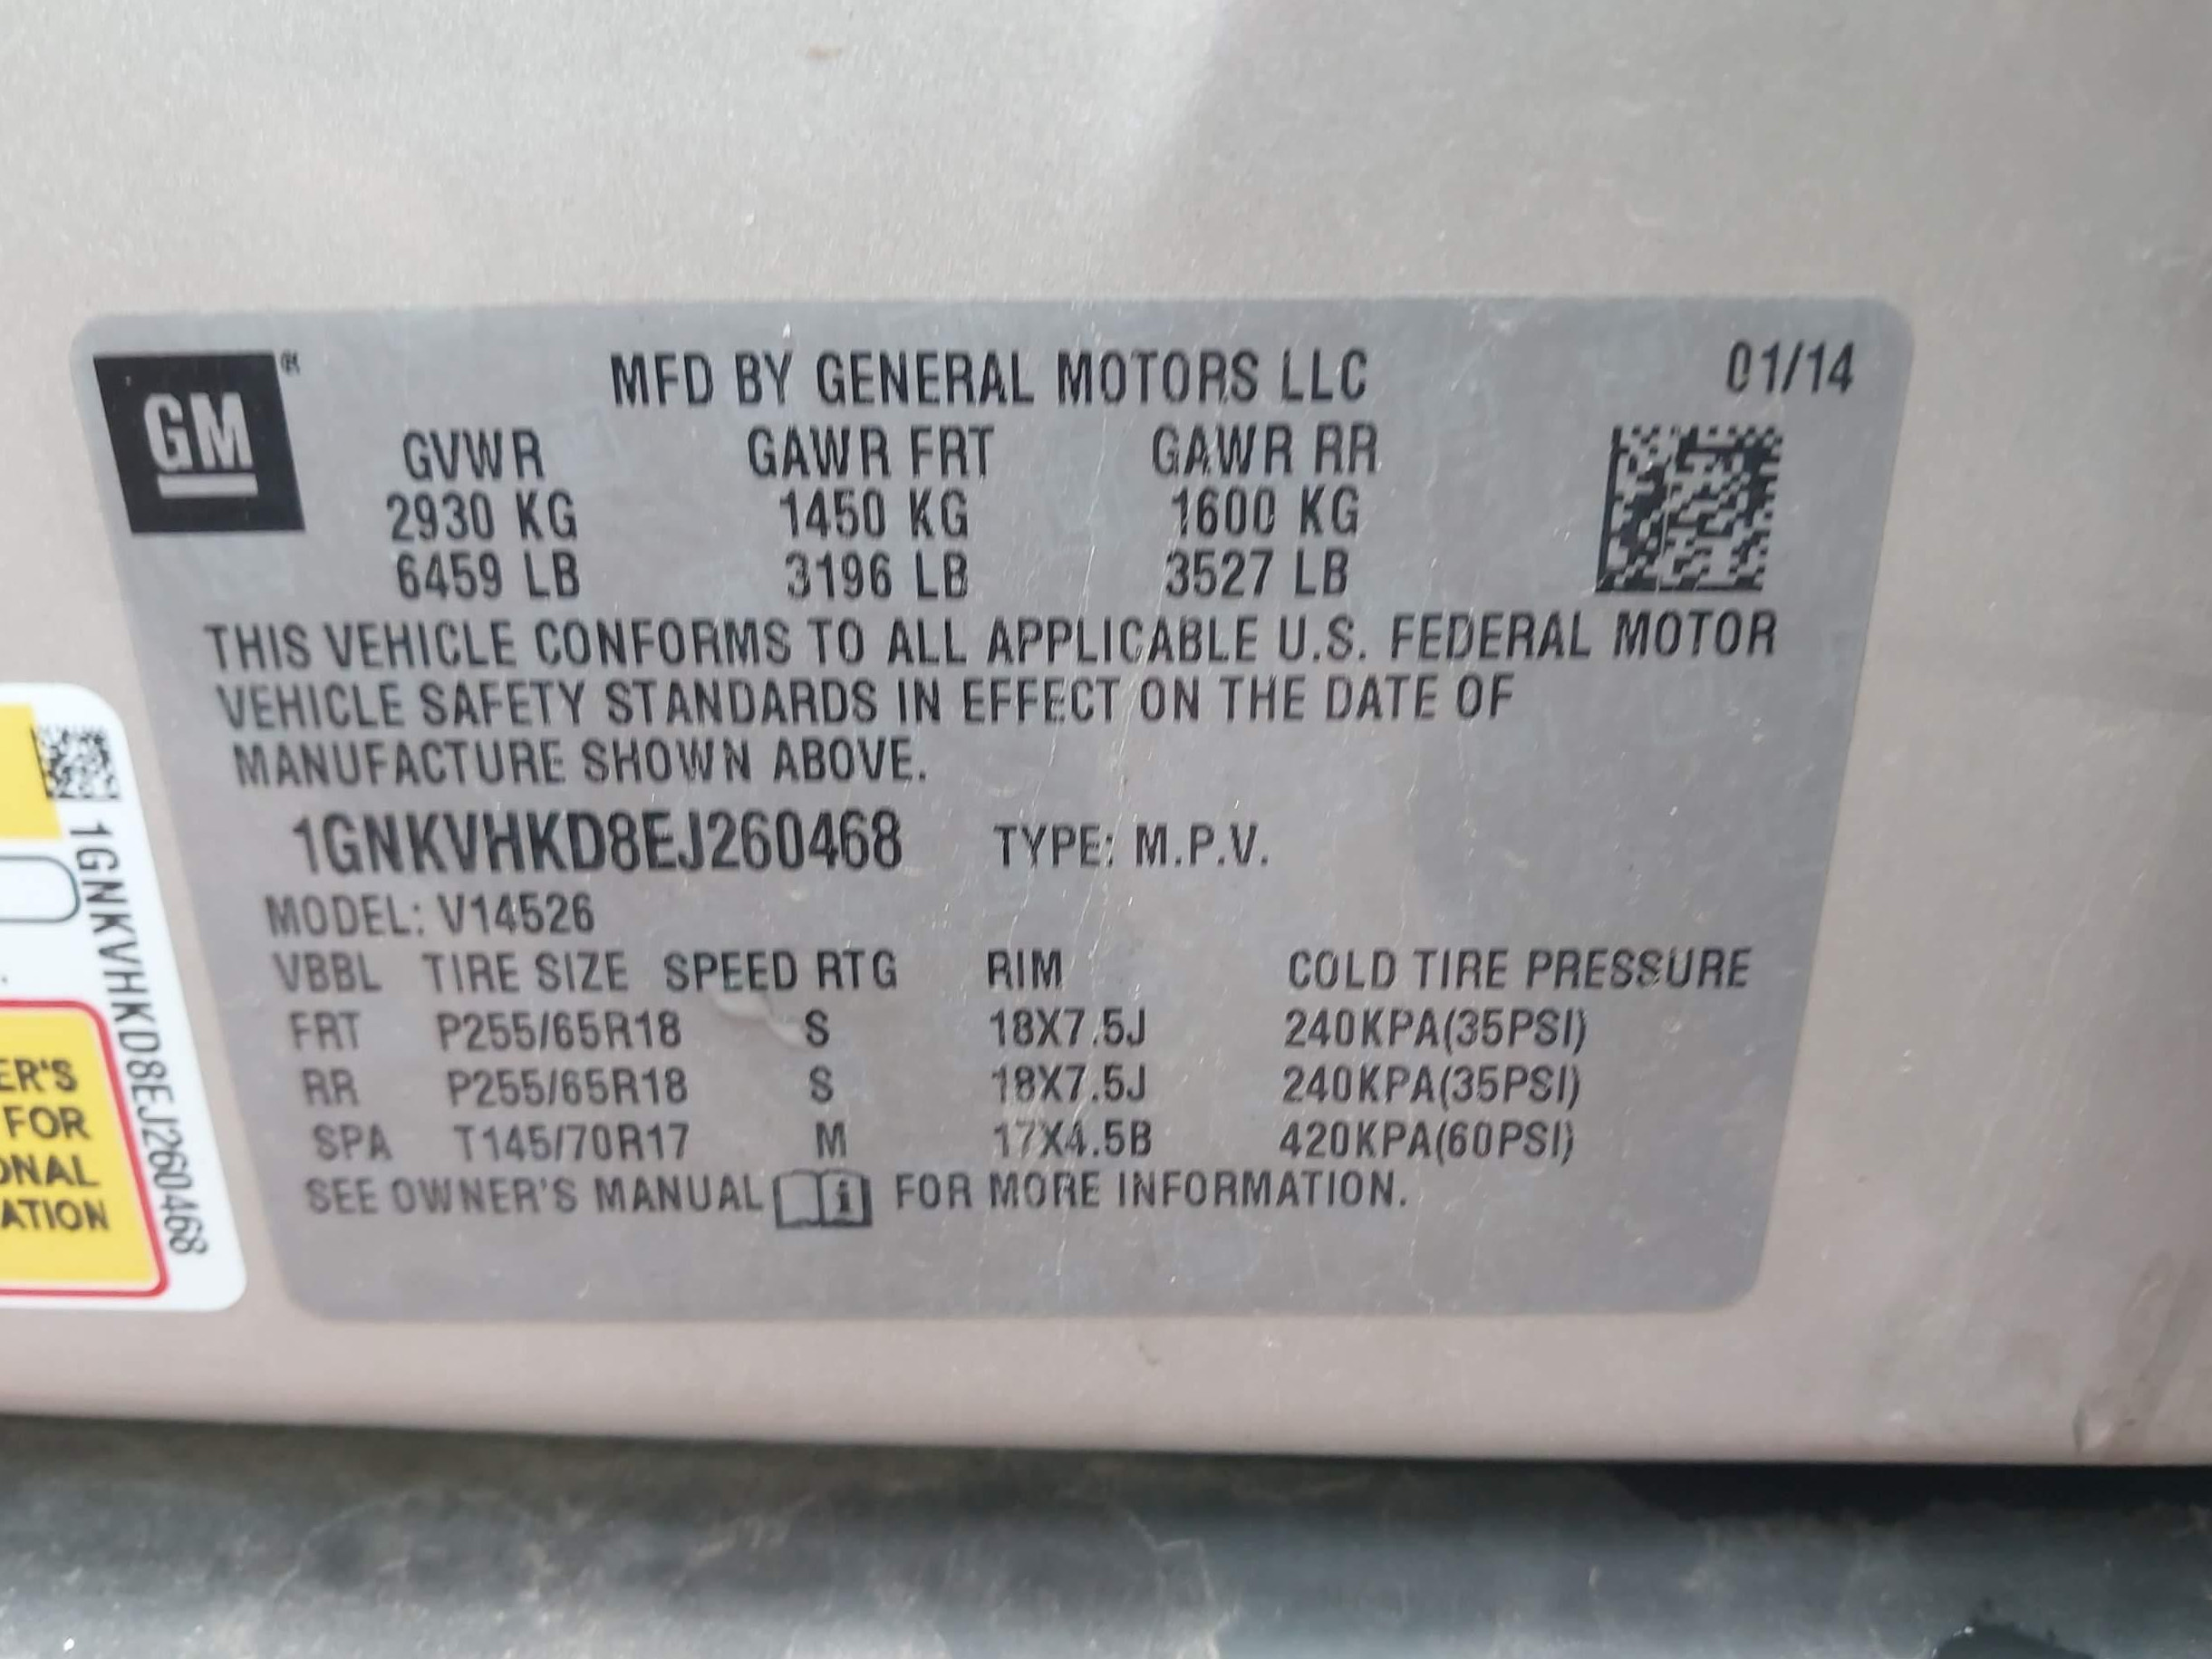 GM ®
MFD BY GENERAL MOTORS LLC 01/14
GVWR GAWR FRT GAWR RR
2930 KG 1450 KG 1600 KG
6459 LB 3196 LB 3527 LB
THIS VEHICLE CONFORMS TO ALL APPLICABLE U.S. FEDERAL MOTOR
VEHICLE SAFETY STANDARDS IN EFFECT ON THE DATE OF
MANUFACTURE SHOWN ABOVE.
1GNKVHKD8EJ260468 TYPE: M.P.V.
MODEL: V14526
VBBL TIRE SIZE SPEED RTG RIM COLD TIRE PRESSURE
FRT P255/65R18 S 18X7.5J 240KPA(35PSI)
RR P255/65R18 S 18X7.5J 240KPA(35PSI)
SPA T145/70R17 M 17X4.5B 420KPA(60PSI)
SEE OWNER'S MANUAL i FOR MORE INFORMATION.
1GNKVHKD8EJ260468
ER'S
FOR
ONAL
ATION